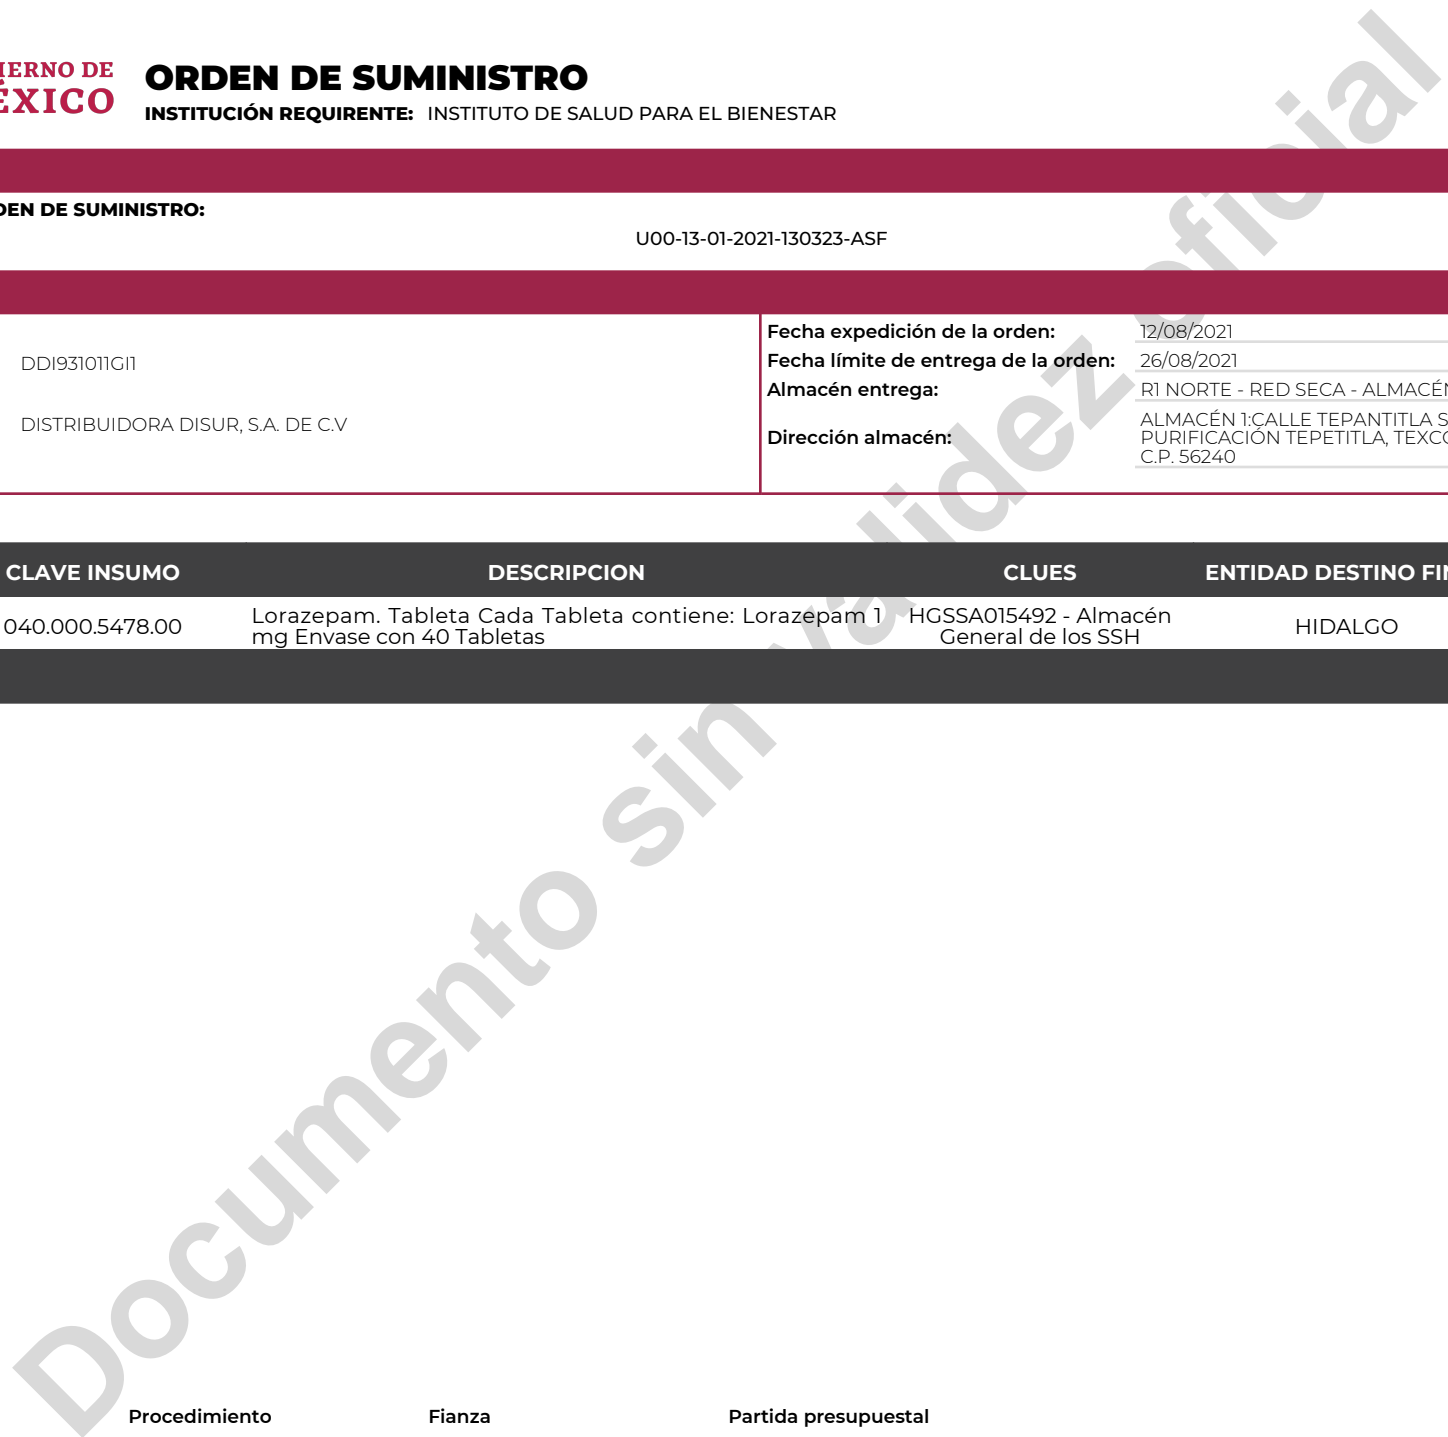 IERNO DE
ÉXICO
ORDEN DE SUMINISTRO
INSTITUCIÓN REQUIRENTE: INSTITUTO DE SALUD PARA EL BIENESTAR
DEN DE SUMINISTRO:
U00-13-01-2021-130323-ASF
DDI931011GI1
DISTRIBUIDORA DISUR, S.A. DE C.V
Fecha expedición de la orden: 12/08/2021
Fecha límite de entrega de la orden: 26/08/2021
Almacén entrega: R1 NORTE - RED SECA - ALMACÉN
Dirección almacén: ALMACÉN 1:CALLE TEPANTITLA S
PURIFICACIÓN TEPETITLA, TEXCO
C.P. 56240
CLAVE INSUMO DESCRIPCION CLUES ENTIDAD DESTINO FIN
040.000.5478.00 Lorazepam. Tableta Cada Tableta contiene: Lorazepam 1 HGSSA015492 - Almacén HIDALGO
mg Envase con 40 Tabletas General de los SSH
Documento sin validez oficial
Procedimiento Fianza Partida presupuestal